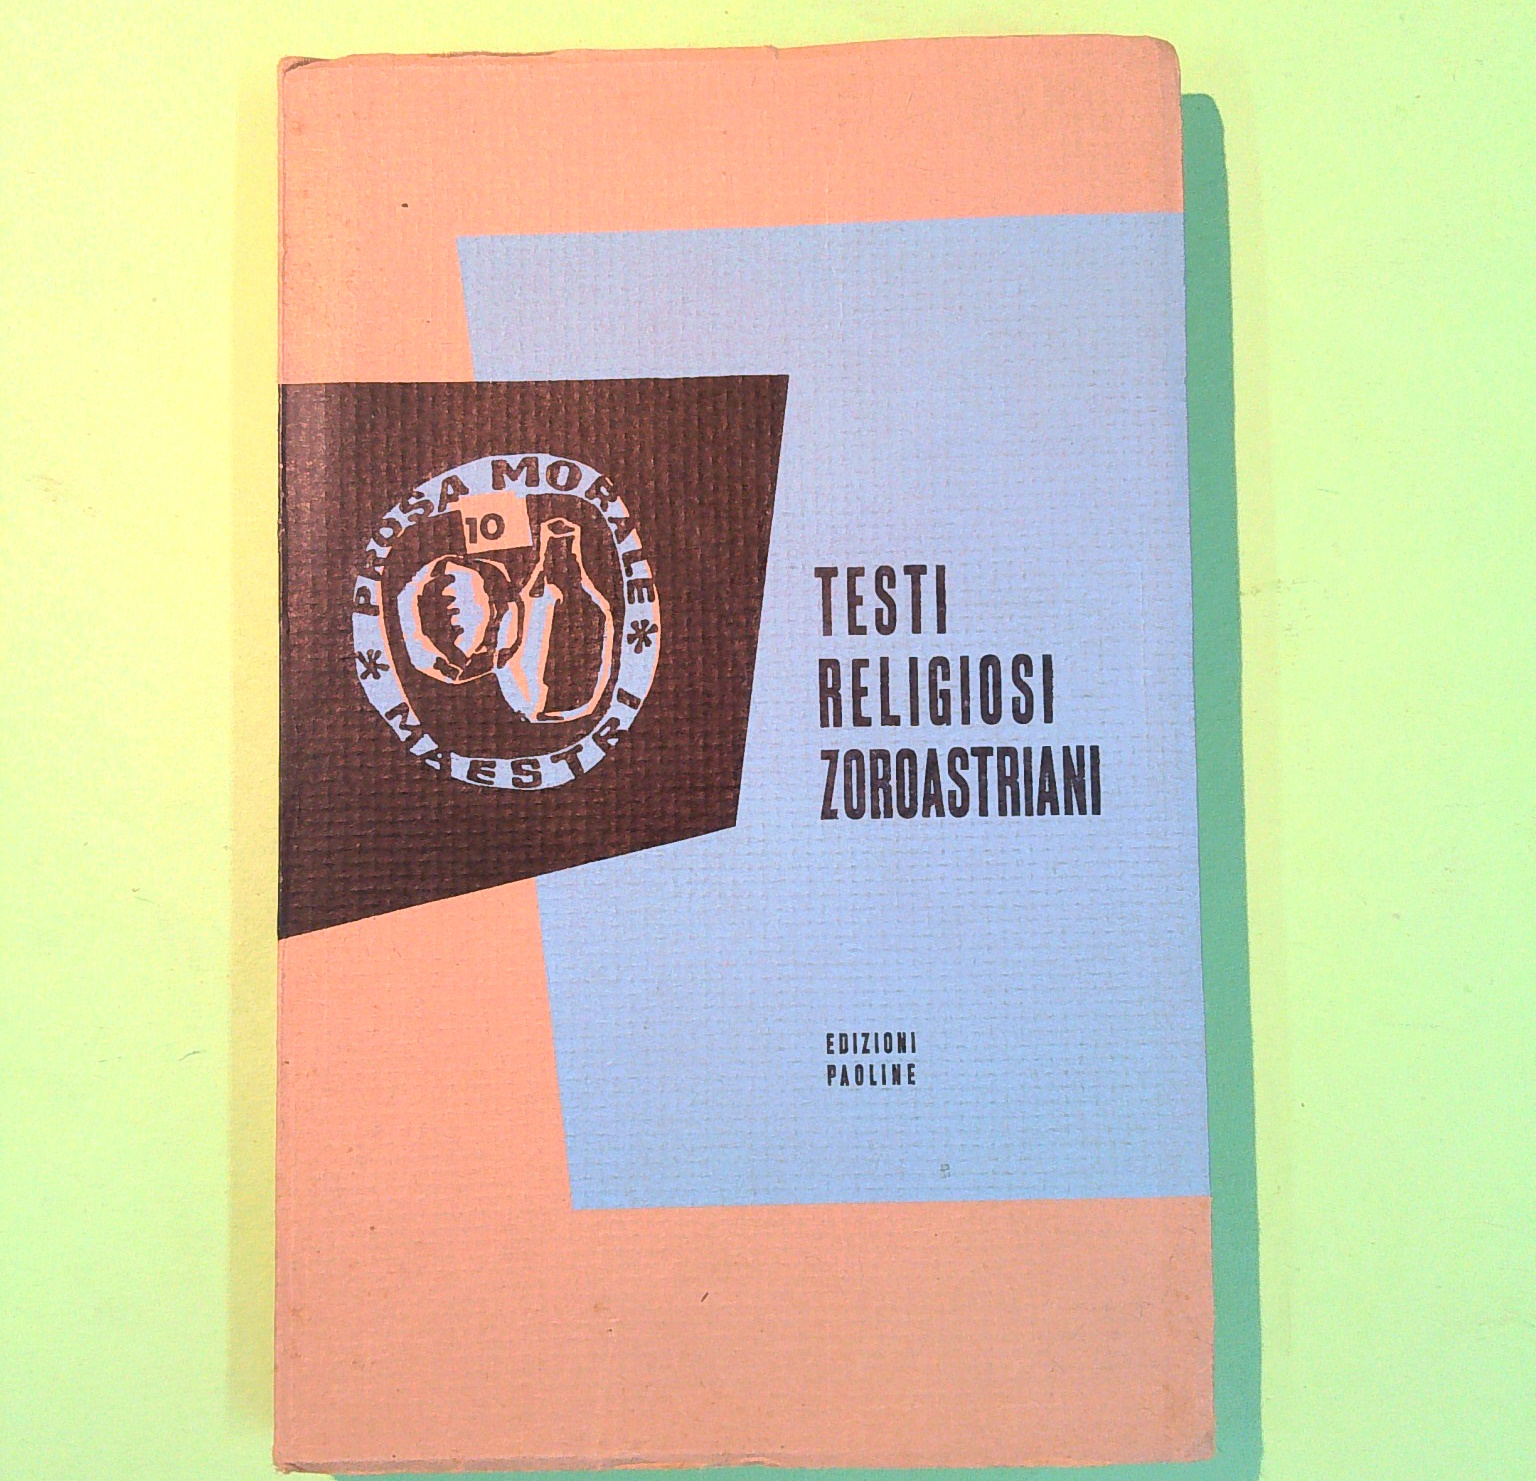 PROSA MORALE
10
* MAESTRI *
TESTI
RELIGIOSI
ZOROASTRIANI
EDIZIONI
PAOLINE